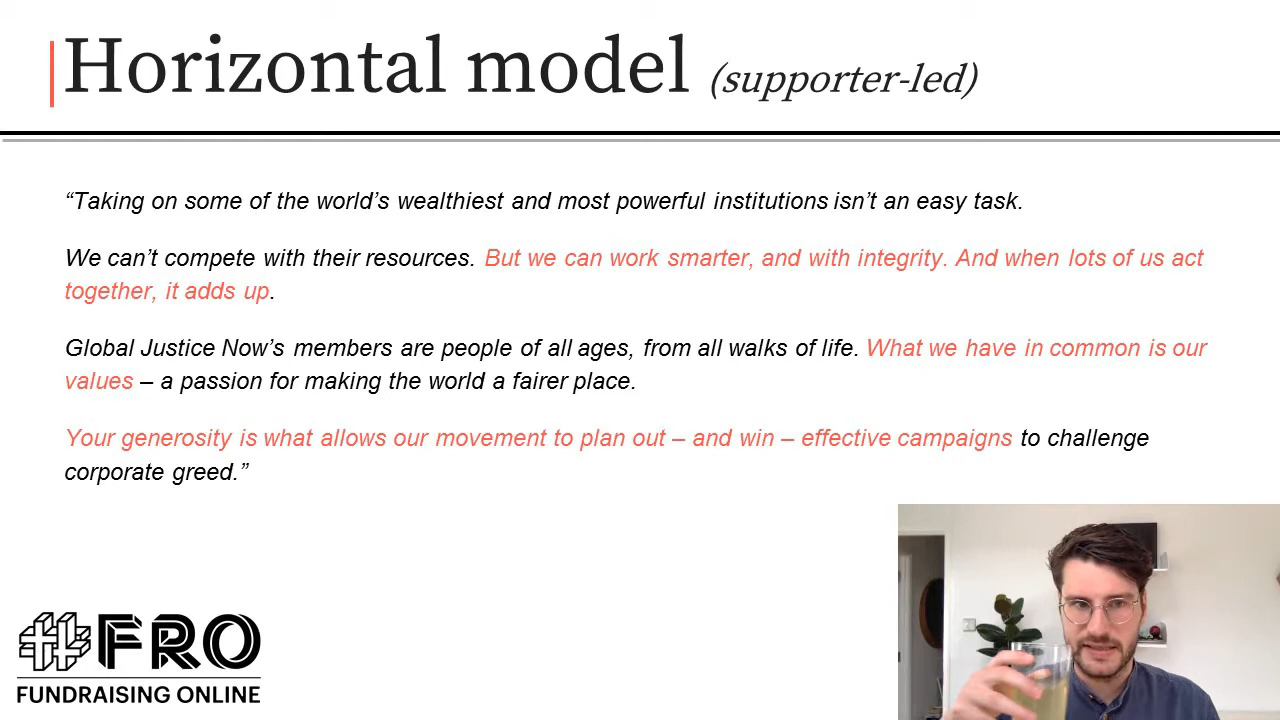 Horizontal model (supporter-led)
“Taking on some of the world’s wealthiest and most powerful institutions isn’t an easy task.
We can’t compete with their resources. But we can work smarter, and with integrity. And when lots of us act
together, it adds up.
Global Justice Now’s members are people of all ages, from all walks of life. What we have in common is our
values – a passion for making the world a fairer place.
Your generosity is what allows our movement to plan out – and win – effective campaigns to challenge
corporate greed.”
#FRO
FUNDRAISING ONLINE